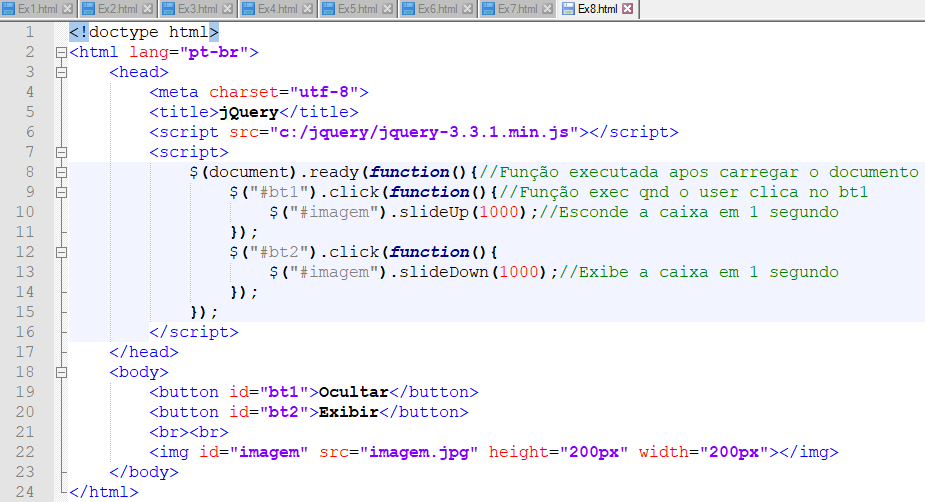 Ex1.html Ex2.html Ex3.html Ex4.html Ex5.html Ex6.html Ex7.html Ex8.html
1 <!doctype html>
2 <html lang="pt-br">
3 <head>
4 <meta charset="utf-8">
5 <title>jQuery</title>
6 <script src="c:/jquery/jquery-3.3.1.min.js"></script>
7 <script>
8 $(document).ready(function(){//Função executada apos carregar o documento
9 $("#bt1").click(function(){//Função exec qnd o user clica no bt1
10 $("#imagem").slideUp(1000);//Esconde a caixa em 1 segundo
11 });
12 $("#bt2").click(function(){
13 $("#imagem").slideDown(1000);//Exibe a caixa em 1 segundo
14 });
15 });
16 </script>
17 </head>
18 <body>
19 <button id="bt1">Ocultar</button>
20 <button id="bt2">Exibir</button>
21 <br><br>
22 <img id="imagem" src="imagem.jpg" height="200px" width="200px"></img>
23 </body>
24 </html>